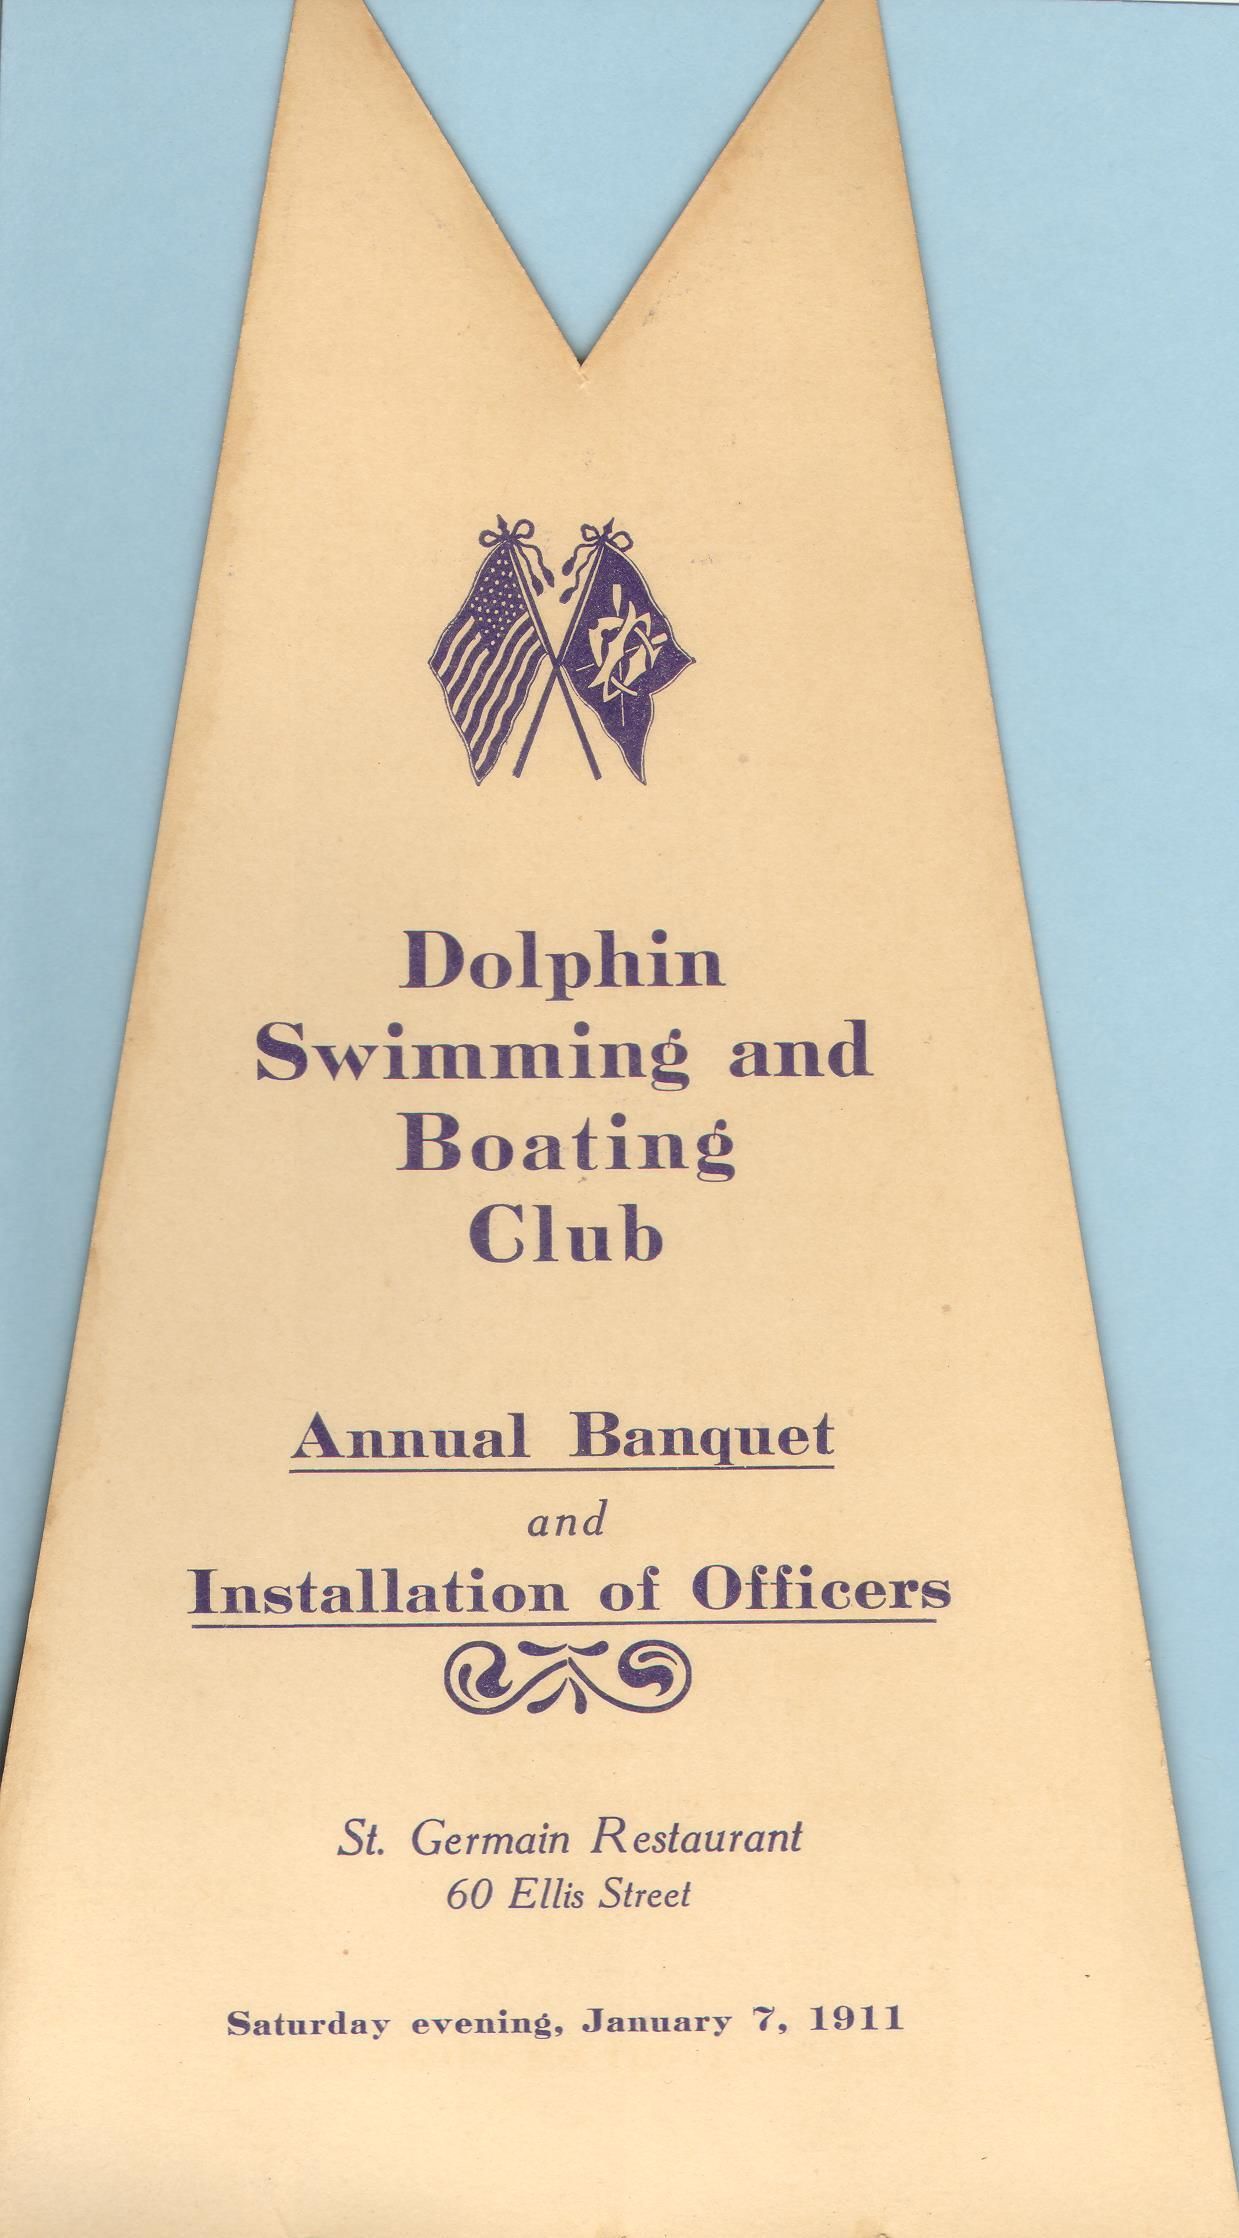 Dolphin
Swimming and
Boating
Club
Annual Banquet
and
Installation of Officers
St. Germain Restaurant
60 Ellis Street
Saturday evening, January 7, 1911